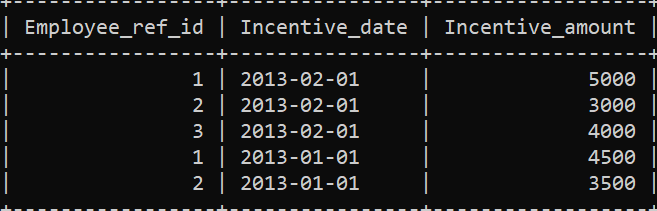 +-----------------+----------------+------------------+
| Employee_ref_id | Incentive_date | Incentive_amount |
+-----------------+----------------+------------------+
|               1 | 2013-02-01     |             5000 |
|               2 | 2013-02-01     |             3000 |
|               3 | 2013-02-01     |             4000 |
|               1 | 2013-01-01     |             4500 |
|               2 | 2013-01-01     |             3500 |
+-----------------+----------------+------------------+